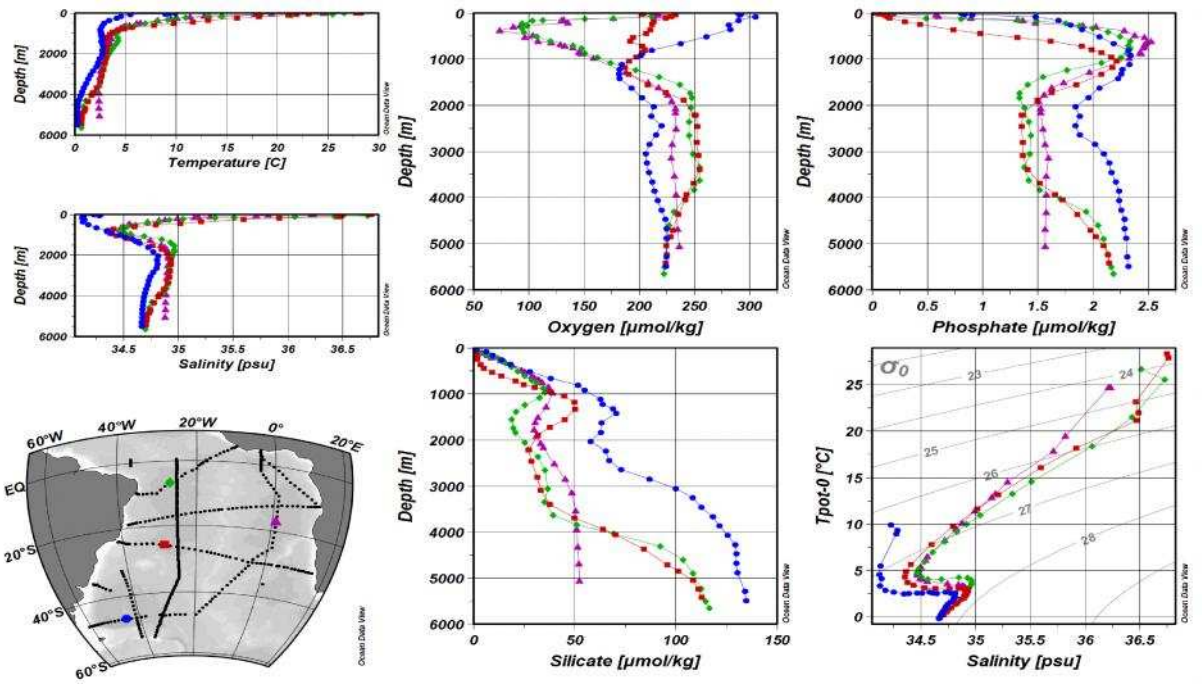 0
2000
4000
6000
Depth [m]
0 5 10 15 20 25 30
Temperature [C]
Ocean Data View
0
2000
4000
6000
Depth [m]
34.5 35 35.5 36 36.5
Salinity [psu]
Ocean Data View
60°W 40°W 20°W 0° 20°E
EQ
20°S
40°S
60°S
Ocean Data View
0
1000
2000
3000
4000
5000
6000
Depth [m]
50 100 150 200 250 300
Oxygen [µmol/kg]
Ocean Data View
0
1000
2000
3000
4000
5000
6000
Depth [m]
0 0.5 1 1.5 2 2.5
Phosphate [µmol/kg]
Ocean Data View
0
1000
2000
3000
4000
5000
6000
Depth [m]
0 50 100 150
Silicate [µmol/kg]
Ocean Data View
σ0
23
24
25
26
27
28
25
20
15
10
5
0
Tpot-0 [°C]
34.5 35 35.5 36 36.5
Salinity [psu]
Ocean Data View